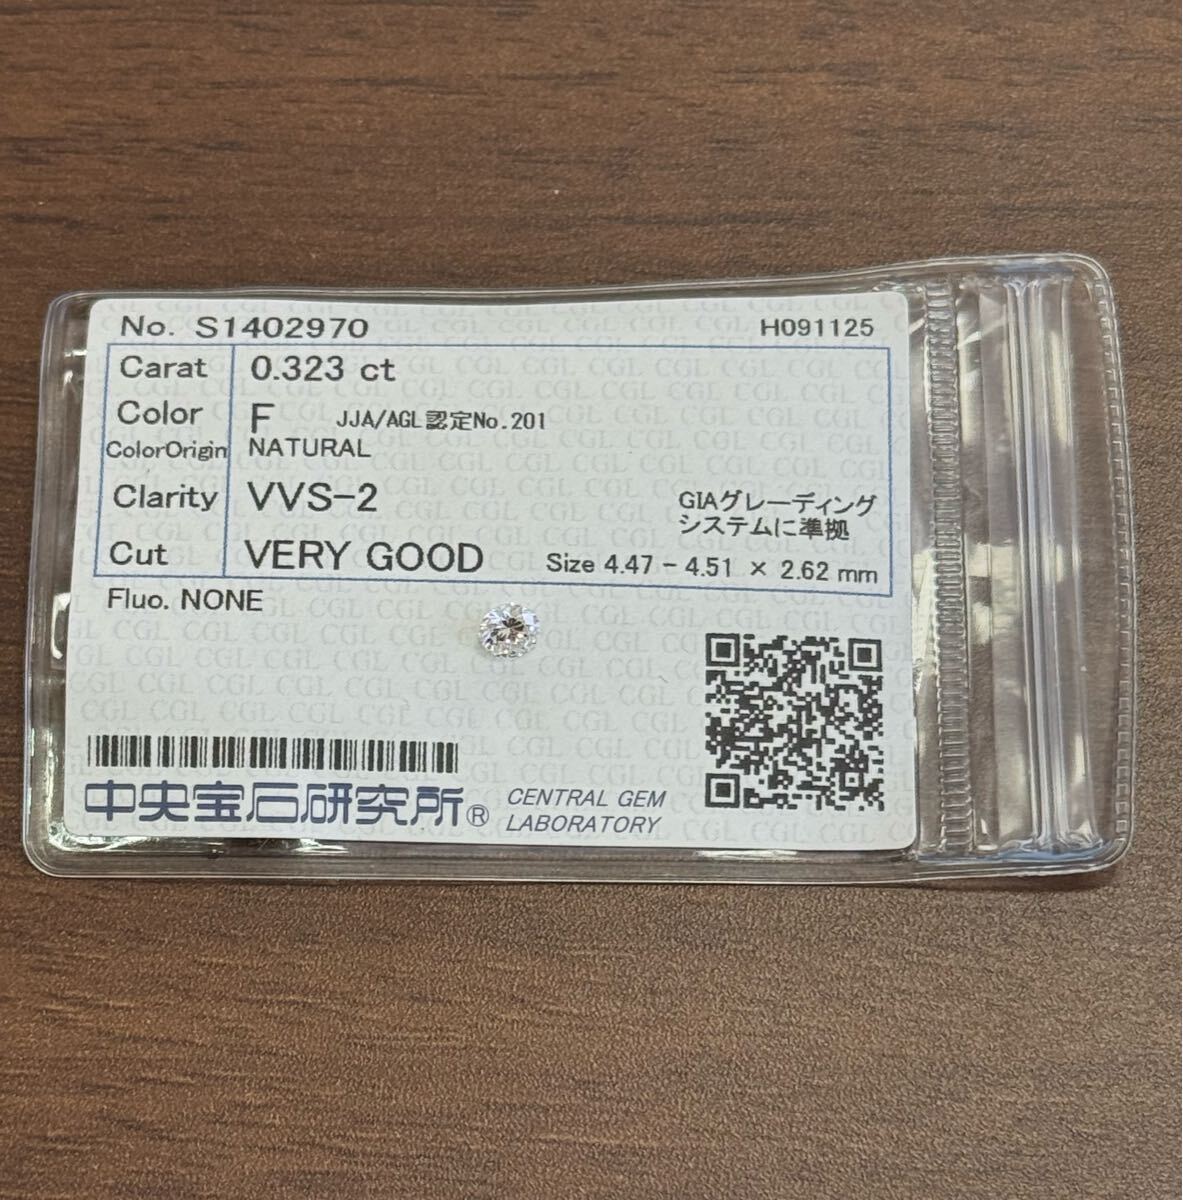 No. S1402970 H091125
Carat 0.323 ct
Color F JJA/AGL認定No.201
ColorOrigin NATURAL
Clarity VVS-2 GIAグレーディング
システムに準拠
Cut VERY GOOD Size 4.47 - 4.51 × 2.62 mm
Fluo. NONE
中央宝石研究所® CENTRAL GEM
LABORATORY